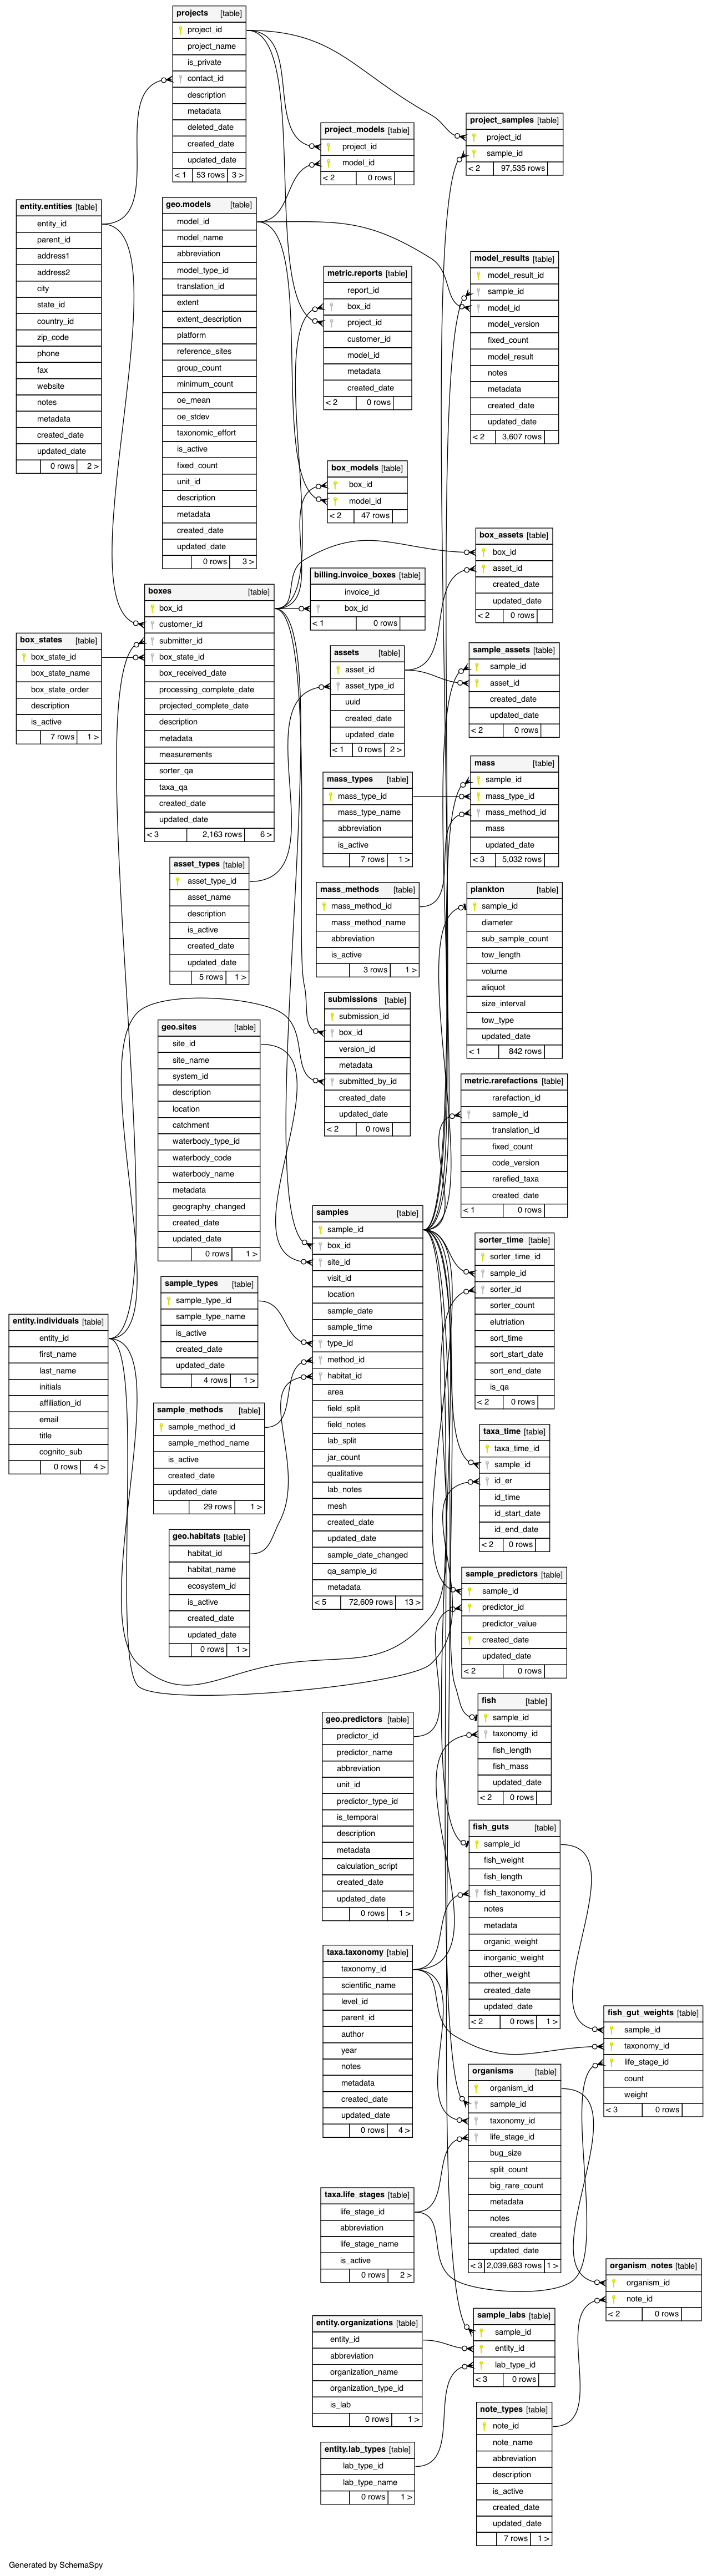 projects [table]
project_id
project_name
is_private
contact_id
description
metadata
deleted_date
created_date
updated_date
< 1 53 rows 3 >
project_models [table]
project_id
model_id
< 2 0 rows
project_samples [table]
project_id
sample_id
< 2 97,535 rows
entity.entities [table]
entity_id
parent_id
address1
address2
city
state_id
country_id
zip_code
phone
fax
website
notes
metadata
created_date
updated_date
0 rows 2 >
geo.models [table]
model_id
model_name
abbreviation
model_type_id
translation_id
extent
extent_description
platform
reference_sites
group_count
minimum_count
oe_mean
oe_stdev
taxonomic_effort
is_active
fixed_count
unit_id
description
metadata
created_date
updated_date
0 rows 3 >
metric.reports [table]
report_id
box_id
project_id
customer_id
model_id
metadata
created_date
< 2 0 rows
model_results [table]
model_result_id
sample_id
model_id
model_version
fixed_count
model_result
notes
metadata
created_date
updated_date
< 2 3,607 rows
box_models [table]
box_id
model_id
< 2 47 rows
box_assets [table]
box_id
asset_id
created_date
updated_date
< 2 0 rows
billing.invoice_boxes [table]
invoice_id
box_id
< 1 0 rows
boxes [table]
box_id
customer_id
submitter_id
box_state_id
box_received_date
processing_complete_date
projected_complete_date
description
metadata
measurements
sorter_qa
taxa_qa
created_date
updated_date
< 3 2,163 rows 6 >
box_states [table]
box_state_id
box_state_name
box_state_order
description
is_active
7 rows 1 >
assets [table]
asset_id
asset_type_id
uuid
created_date
updated_date
< 1 0 rows 2 >
sample_assets [table]
sample_id
asset_id
created_date
updated_date
< 2 0 rows
mass [table]
sample_id
mass_type_id
mass_method_id
mass
updated_date
< 3 5,032 rows
mass_types [table]
mass_type_id
mass_type_name
abbreviation
is_active
7 rows 1 >
asset_types [table]
asset_type_id
asset_name
description
is_active
created_date
updated_date
5 rows 1 >
mass_methods [table]
mass_method_id
mass_method_name
abbreviation
is_active
3 rows 1 >
plankton [table]
sample_id
diameter
sub_sample_count
tow_length
volume
aliquot
size_interval
tow_type
updated_date
< 1 842 rows
submissions [table]
submission_id
box_id
version_id
metadata
submitted_by_id
created_date
updated_date
< 2 0 rows
geo.sites [table]
site_id
site_name
system_id
description
location
catchment
waterbody_type_id
waterbody_code
waterbody_name
metadata
geography_changed
created_date
updated_date
0 rows 1 >
metric.rarefactions [table]
rarefaction_id
sample_id
translation_id
fixed_count
code_version
rarefied_taxa
created_date
< 1 0 rows
samples [table]
sample_id
box_id
site_id
visit_id
location
sample_date
sample_time
type_id
method_id
habitat_id
area
field_split
field_notes
lab_split
jar_count
qualitative
lab_notes
mesh
created_date
updated_date
sample_date_changed
qa_sample_id
metadata
< 5 72,609 rows 13 >
sorter_time [table]
sorter_time_id
sample_id
sorter_id
sorter_count
elutriation
sort_time
sort_start_date
sort_end_date
is_qa
< 2 0 rows
sample_types [table]
sample_type_id
sample_type_name
is_active
created_date
updated_date
4 rows 1 >
entity.individuals [table]
entity_id
first_name
last_name
initials
affiliation_id
email
title
cognito_sub
0 rows 4 >
sample_methods [table]
sample_method_id
sample_method_name
is_active
created_date
updated_date
29 rows 1 >
taxa_time [table]
taxa_time_id
sample_id
id_er
id_time
id_start_date
id_end_date
< 2 0 rows
geo.habitats [table]
habitat_id
habitat_name
ecosystem_id
is_active
created_date
updated_date
0 rows 1 >
sample_predictors [table]
sample_id
predictor_id
predictor_value
created_date
updated_date
< 2 0 rows
fish [table]
sample_id
taxonomy_id
fish_length
fish_mass
updated_date
< 2 0 rows
geo.predictors [table]
predictor_id
predictor_name
abbreviation
unit_id
predictor_type_id
is_temporal
description
metadata
calculation_script
created_date
updated_date
0 rows 1 >
fish_guts [table]
sample_id
fish_weight
fish_length
fish_taxonomy_id
notes
metadata
organic_weight
inorganic_weight
other_weight
created_date
updated_date
< 2 0 rows 1 >
taxa.taxonomy [table]
taxonomy_id
scientific_name
level_id
parent_id
author
year
notes
metadata
created_date
updated_date
0 rows 4 >
fish_gut_weights [table]
sample_id
taxonomy_id
life_stage_id
count
weight
< 3 0 rows
organisms [table]
organism_id
sample_id
taxonomy_id
life_stage_id
bug_size
split_count
big_rare_count
metadata
notes
created_date
updated_date
< 3 2,039,683 rows 1 >
taxa.life_stages [table]
life_stage_id
abbreviation
life_stage_name
is_active
0 rows 2 >
organism_notes [table]
organism_id
note_id
< 2 0 rows
sample_labs [table]
sample_id
entity_id
lab_type_id
< 3 0 rows
entity.organizations [table]
entity_id
abbreviation
organization_name
organization_type_id
is_lab
0 rows 1 >
note_types [table]
note_id
note_name
abbreviation
description
is_active
created_date
updated_date
7 rows 1 >
entity.lab_types [table]
lab_type_id
lab_type_name
0 rows 1 >
Generated by SchemaSpy